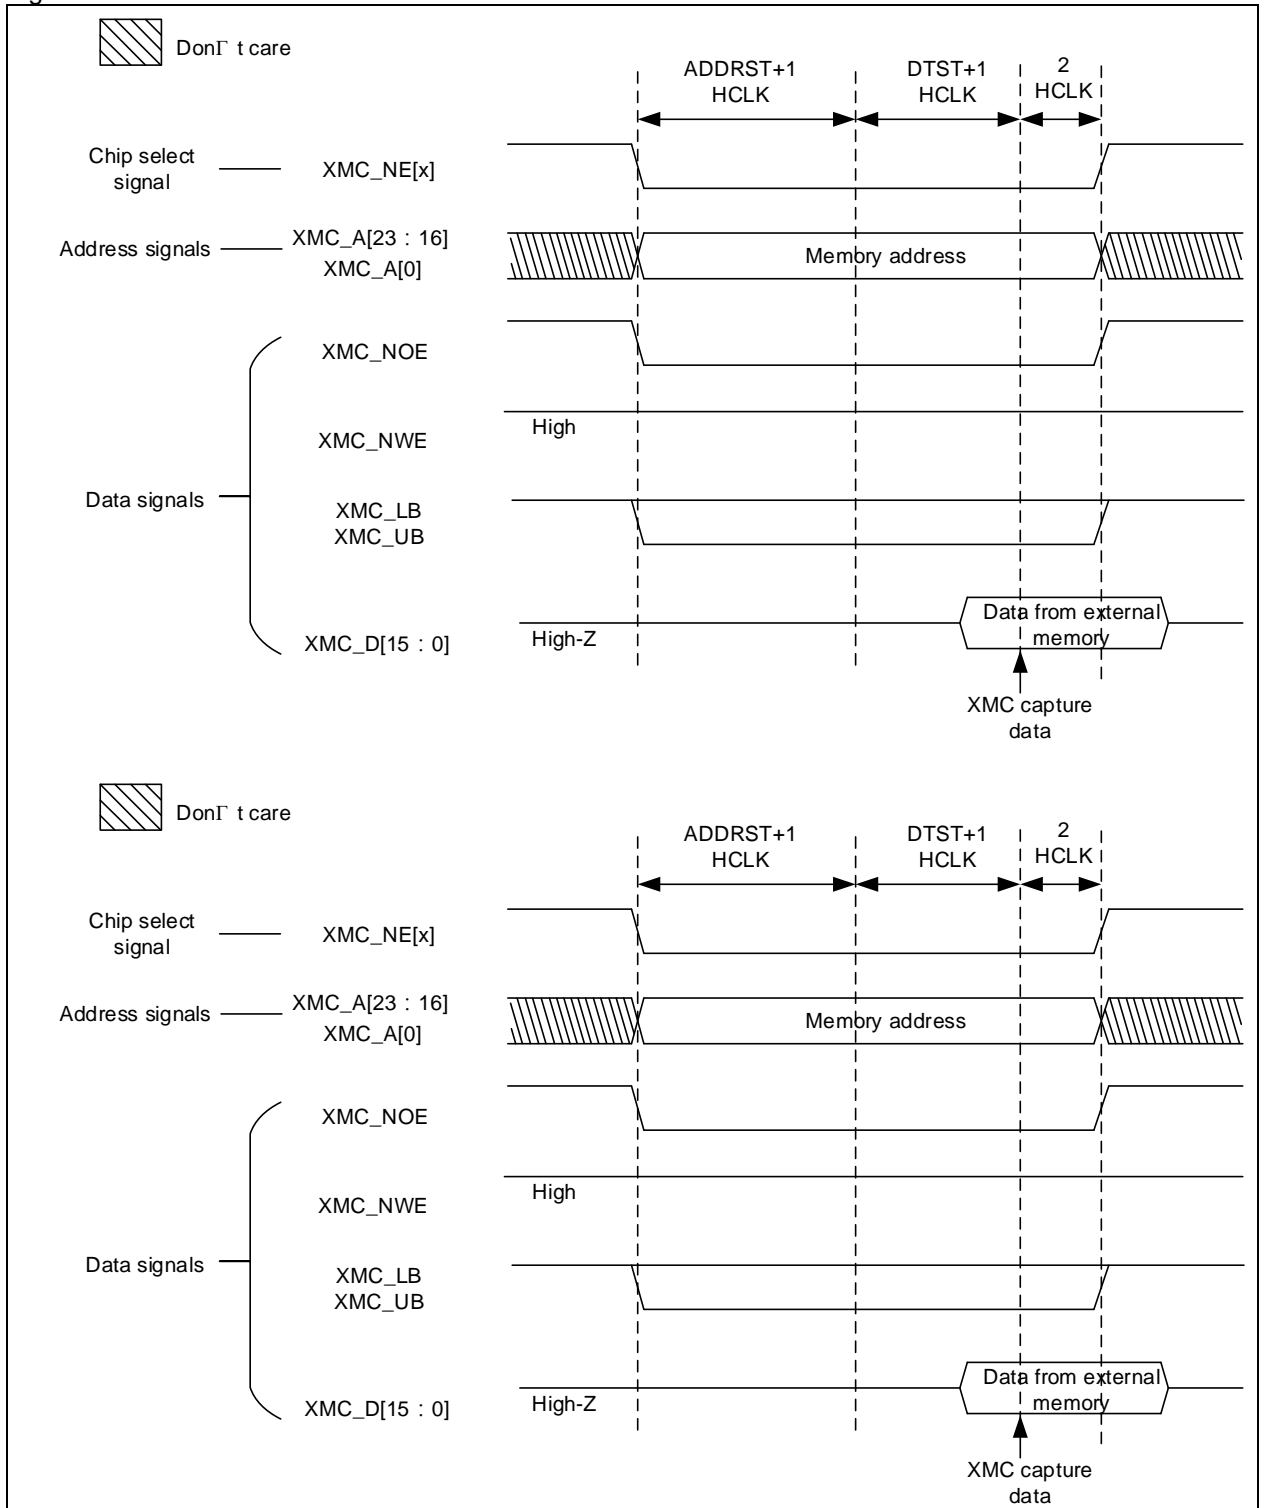 DonΓ t care
ADDRST+1
HCLK
DTST+1
HCLK
2
HCLK
Chip select
signal
XMC_NE[x]
Address signals
XMC_A[23 : 16]
XMC_A[0]
Memory address
XMC_NOE
High
XMC_NWE
Data signals
XMC_LB
XMC_UB
XMC_D[15 : 0]
High-Z
Data from external
memory
XMC capture
data
DonΓ t care
ADDRST+1
HCLK
DTST+1
HCLK
2
HCLK
Chip select
signal
XMC_NE[x]
Address signals
XMC_A[23 : 16]
XMC_A[0]
Memory address
XMC_NOE
High
XMC_NWE
Data signals
XMC_LB
XMC_UB
XMC_D[15 : 0]
High-Z
Data from external
memory
XMC capture
data